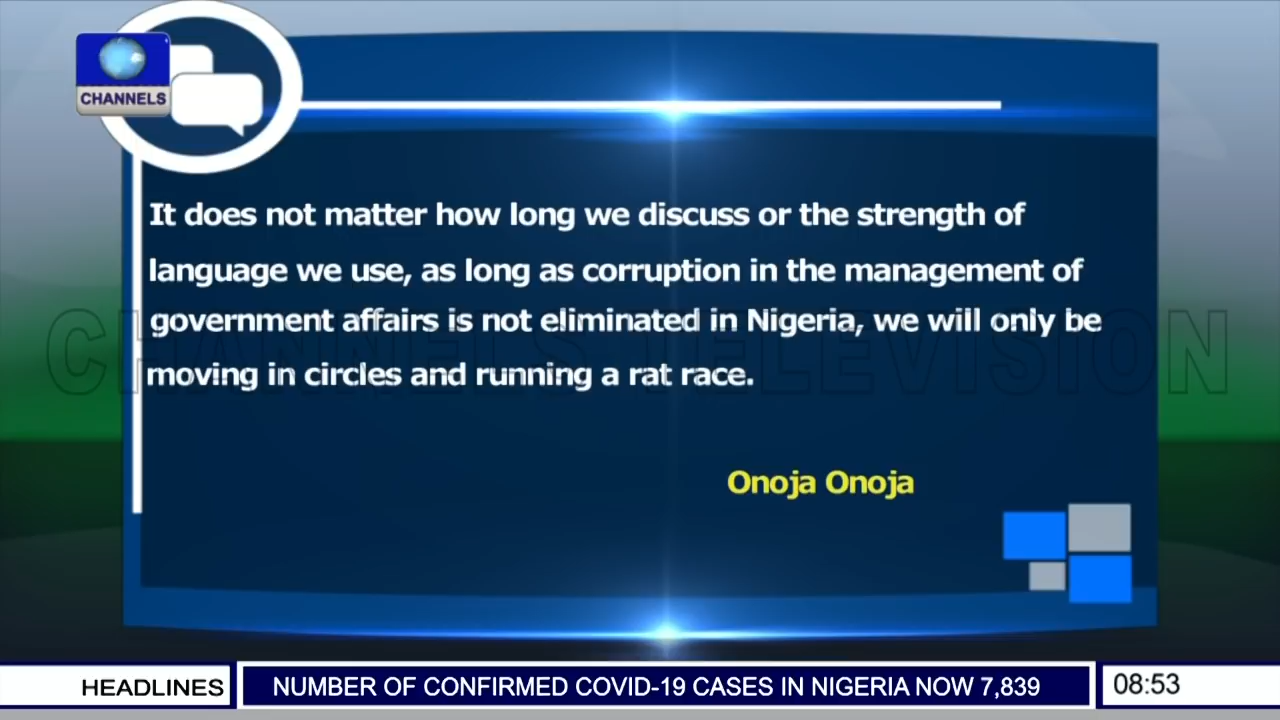 CHANNELS
It does not matter how long we discuss or the strength of
language we use, as long as corruption in the management of
government affairs is not eliminated in Nigeria, we will only be
moving in circles and running a rat race.
CHANNELS TELEVISION
Onoja Onoja
HEADLINES
NUMBER OF CONFIRMED COVID-19 CASES IN NIGERIA NOW 7,839
08:53